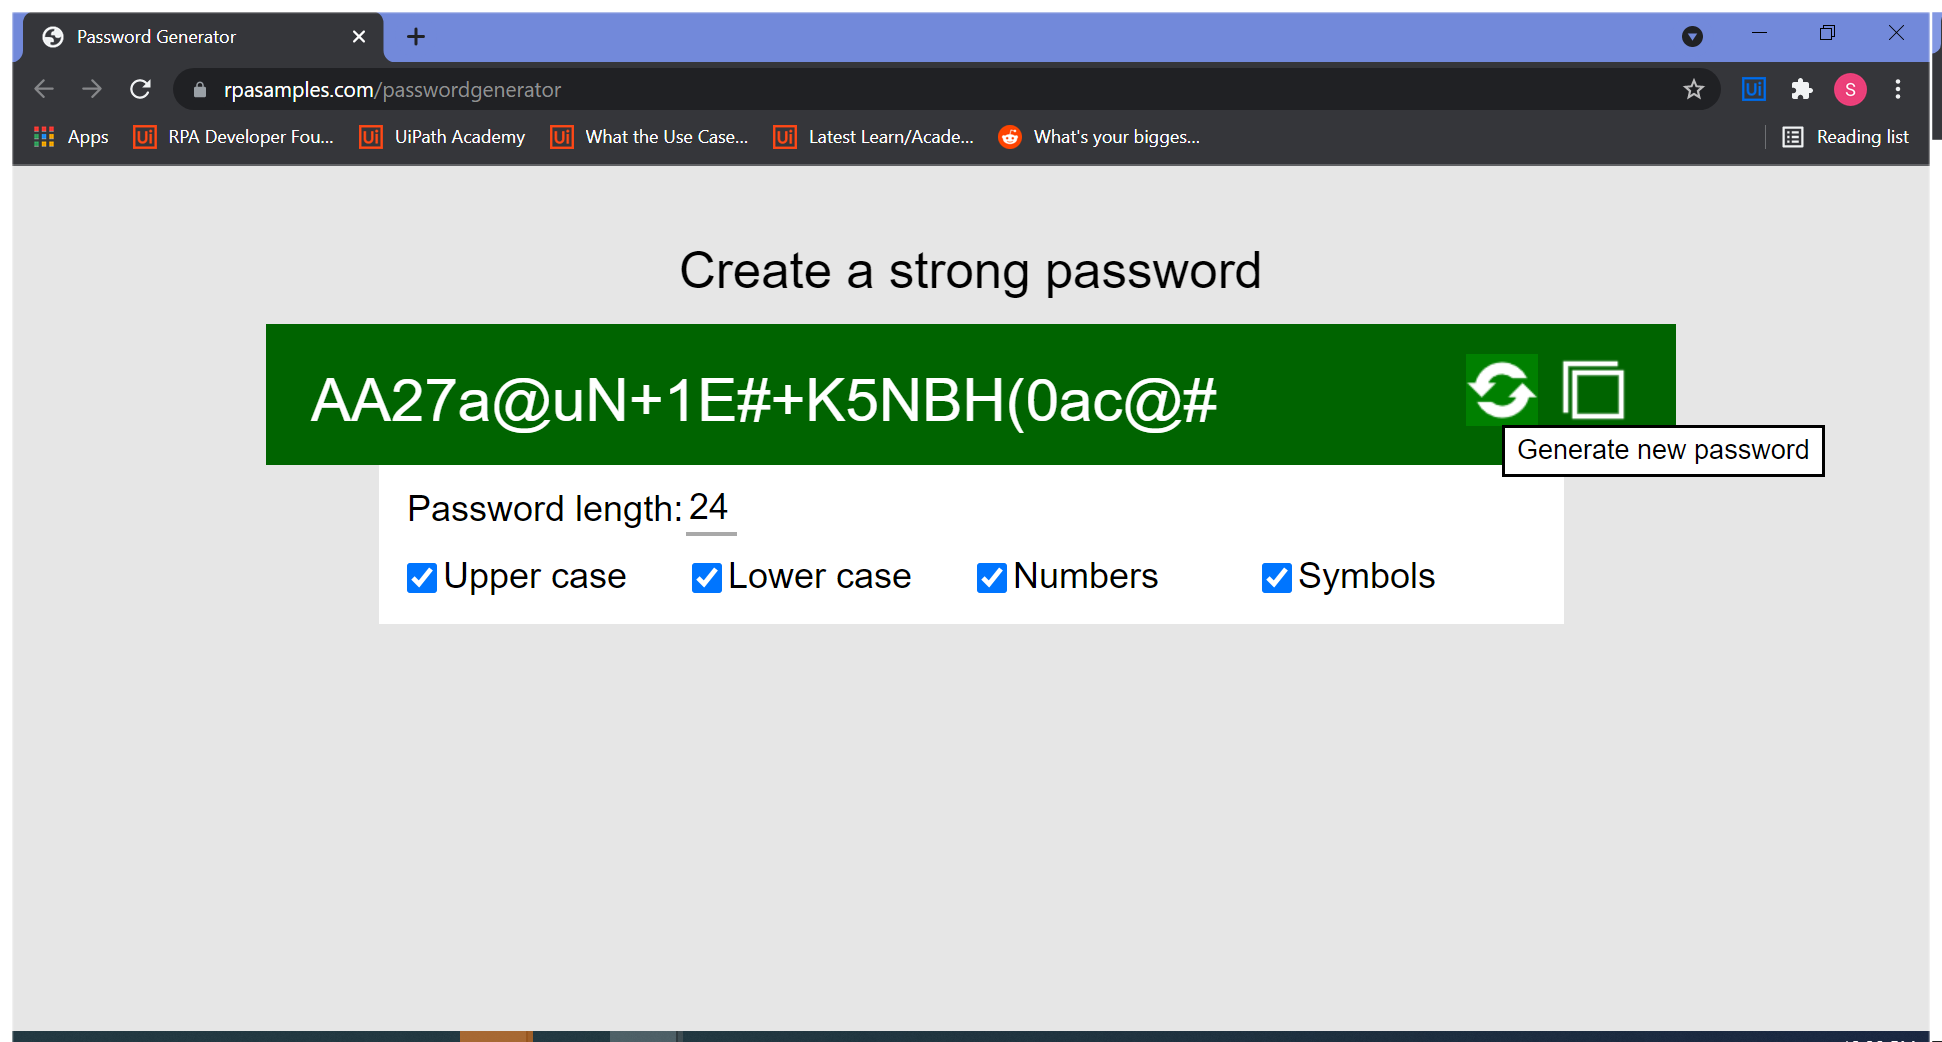 Password Generator
rpasamples.com/passwordgenerator
S
Apps Ui RPA Developer Fou... Ui UiPath Academy Ui What the Use Case... Ui Latest Learn/Acade... What's your bigges... Reading list
Ui
Create a strong password
AA27a@uN+1E#+K5NBH(0ac@#
Generate new password
Password length: 24
Upper case Lower case Numbers Symbols